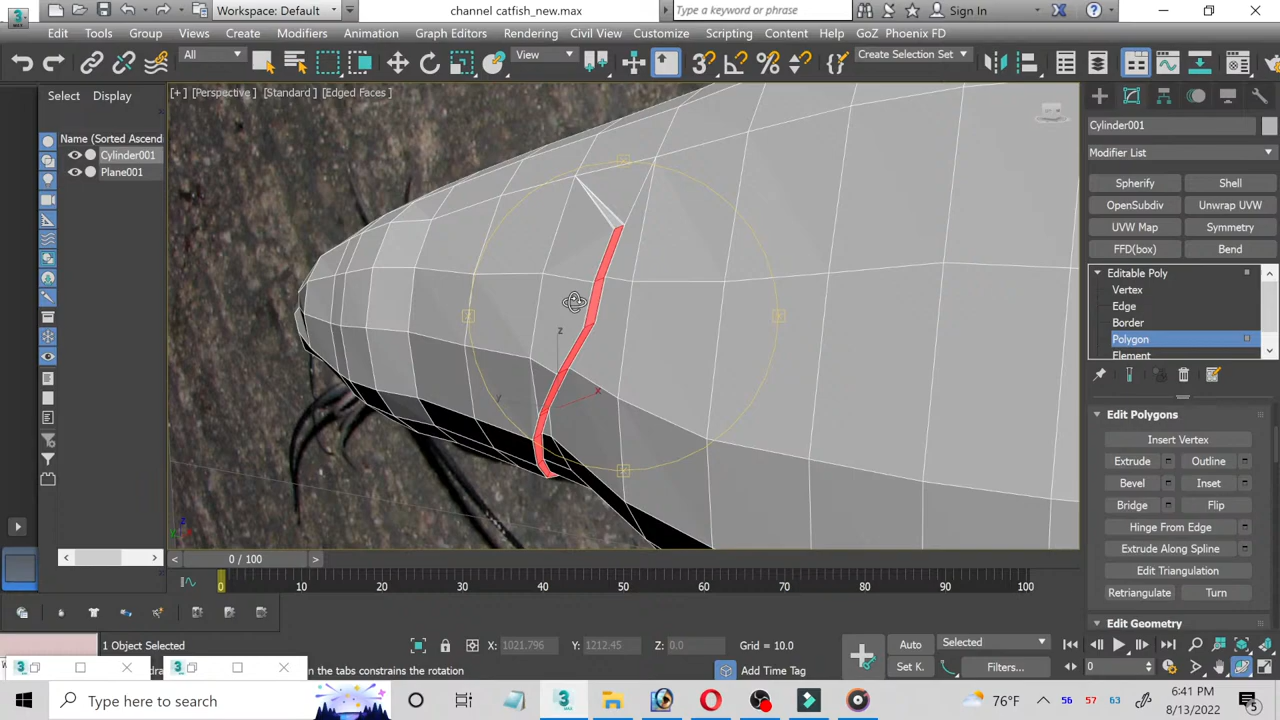 Workspace: Default
channel catfish_new.max
Type a keyword or phrase
Sign In
Edit Tools Group Views Create Modifiers Animation Graph Editors Rendering Civil View Customize Scripting Content Help GoZ Phoenix FD
All
View
Create Selection Set
Select Display
[+] [Perspective] [Standard] [Edged Faces]
Name (Sorted Ascend
Cylinder001
Plane001
Cylinder001
Modifier List
Spherify Shell
OpenSubdiv Unwrap UVW
UVW Map Symmetry
FFD(box) Bend
Editable Poly
Vertex
Edge
Border
Polygon
Element
Edit Polygons
Insert Vertex
Extrude Outline
Bevel Inset
Bridge Flip
Hinge From Edge
Extrude Along Spline
Edit Triangulation
Retriangulate Turn
Edit Geometry
z
x
y
< 0 / 100 >
0 10 20 30 40 50 60 70 80 90 100
1 Object Selected
X: 1021.796 Y: 1212.45 Z: 0.0 Grid = 10.0
Auto
Selected
in the tabs constrains the rotation
Add Time Tag
Set K.
Filters...
0
Type here to search
76°F
56 57 63
6:41 PM
8/13/2022
5